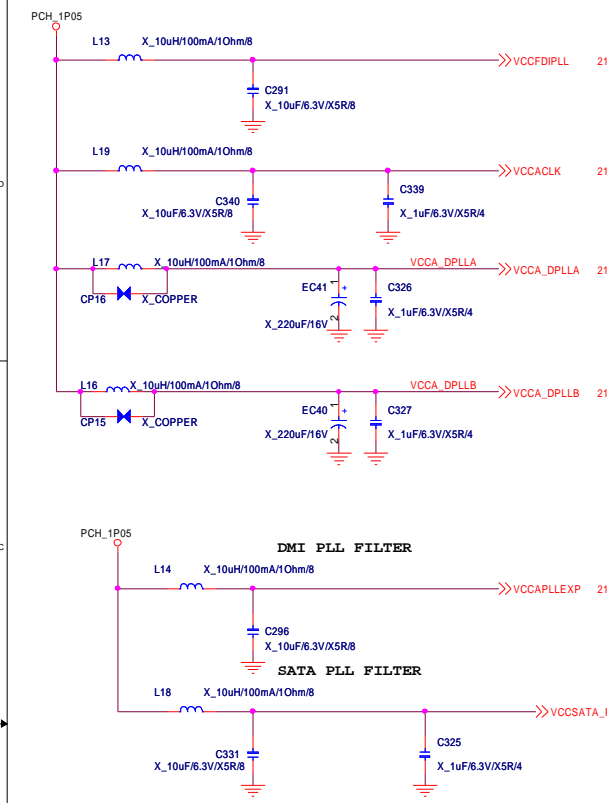 PCH_1P05
L13 X_10uH/100mA/1Ohm/8
VCCFDIPLL 21
C291
X_10uF/6.3V/X5R/8
L19 X_10uH/100mA/1Ohm/8
VCCACLK 21
C340
X_10uF/6.3V/X5R/8
C339
X_1uF/6.3V/X5R/4
L17 X_10uH/100mA/1Ohm/8
VCCA_DPLLA
VCCA_DPLLA 21
CP16 X_COPPER
EC41
1
+
2
X_220uF/16V
C326
X_1uF/6.3V/X5R/4
L16 X_10uH/100mA/1Ohm/8
VCCA_DPLLB
VCCA_DPLLB 21
CP15 X_COPPER
EC40
1
+
2
X_220uF/16V
C327
X_1uF/6.3V/X5R/4
PCH_1P05
DMI PLL FILTER
L14 X_10uH/100mA/1Ohm/8
VCCAPLLEXP 21
C296
X_10uF/6.3V/X5R/8
SATA PLL FILTER
L18 X_10uH/100mA/1Ohm/8
C331
X_10uF/6.3V/X5R/8
C325
X_1uF/6.3V/X5R/4
C